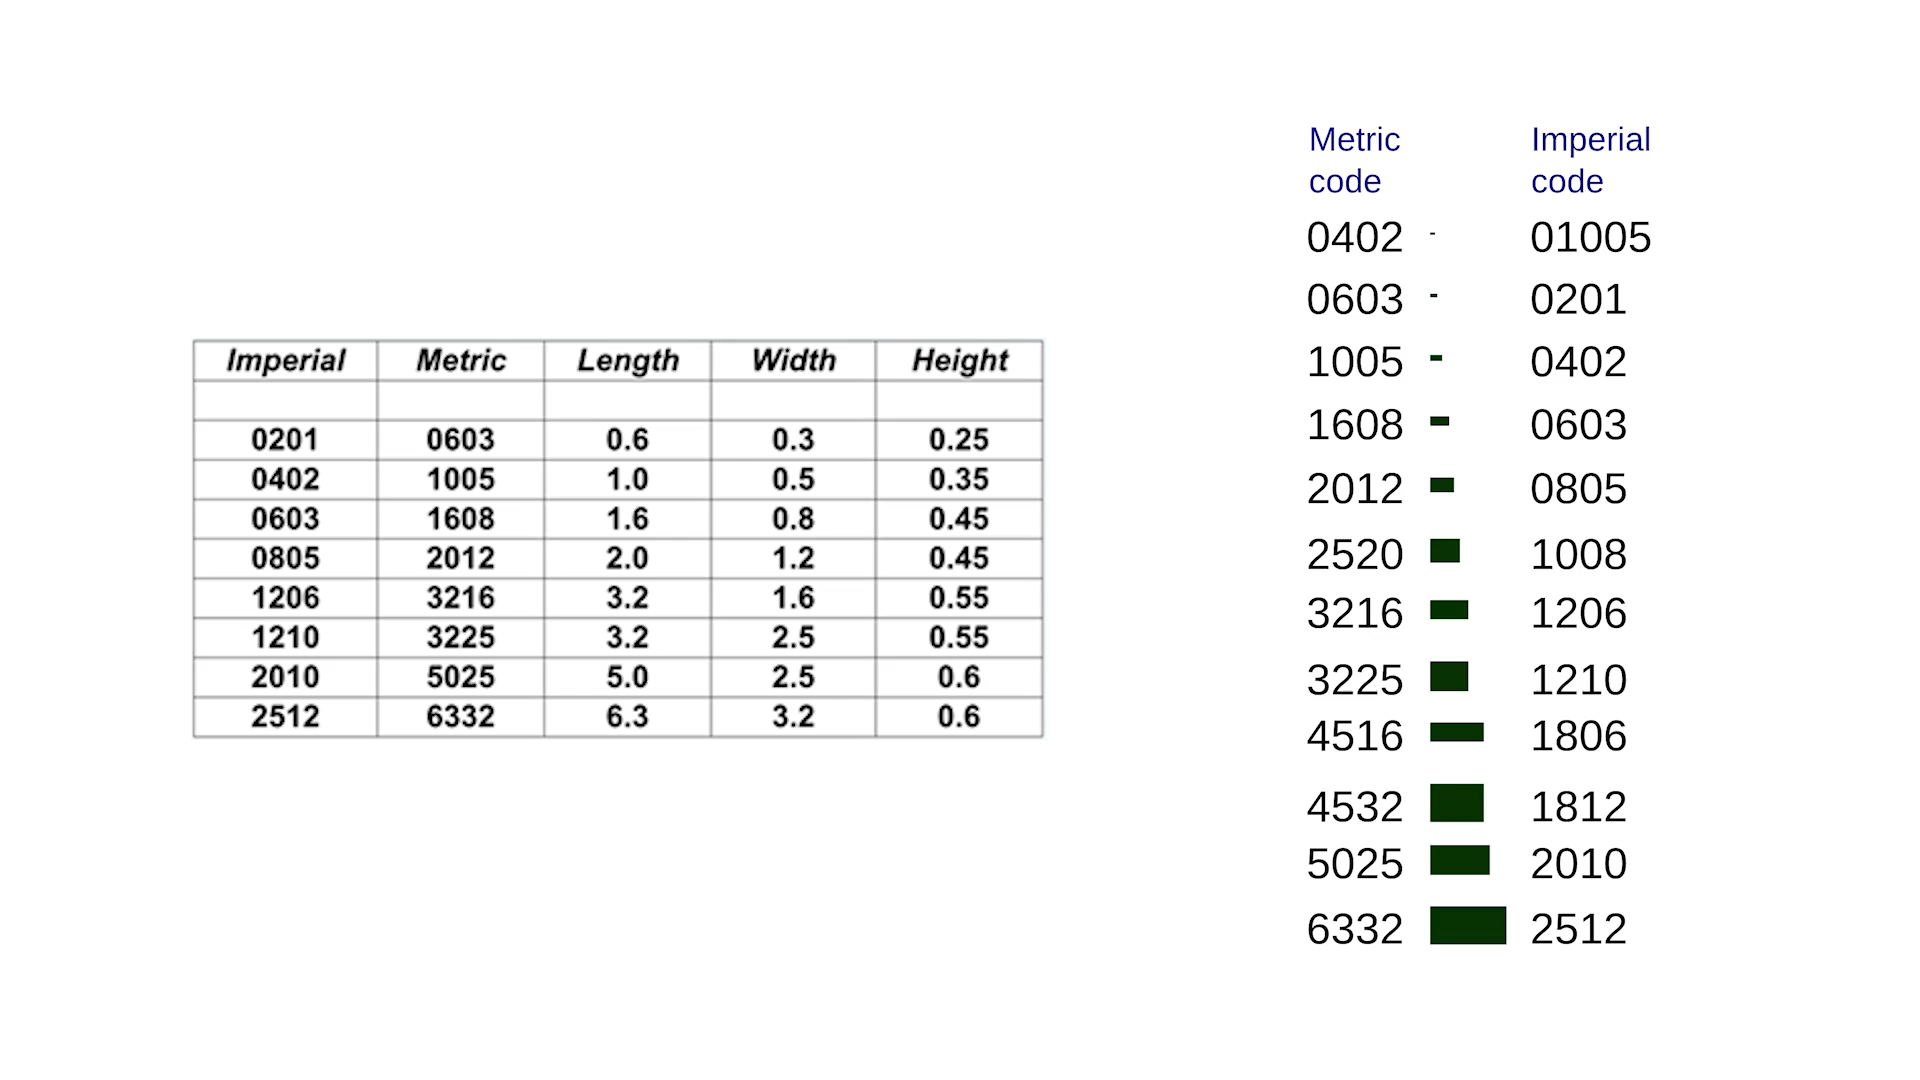 Imperial Metric Length Width Height
0201 0603 0.6 0.3 0.25
0402 1005 1.0 0.5 0.35
0603 1608 1.6 0.8 0.45
0805 2012 2.0 1.2 0.45
1206 3216 3.2 1.6 0.55
1210 3225 3.2 2.5 0.55
2010 5025 5.0 2.5 0.6
2512 6332 6.3 3.2 0.6
Metric Imperial
code code
0402 01005
0603 0201
1005 0402
1608 0603
2012 0805
2520 1008
3216 1206
3225 1210
4516 1806
4532 1812
5025 2010
6332 2512